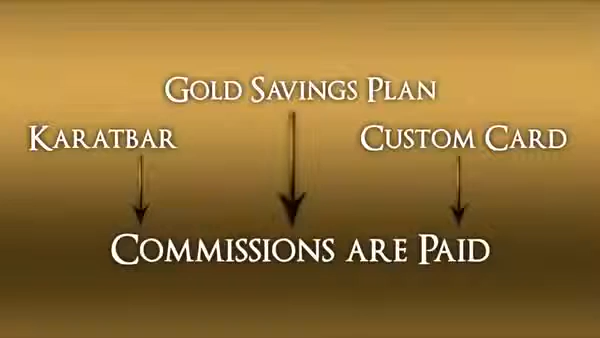 Gold Savings Plan
Karatbar
Custom Card
Commissions are Paid